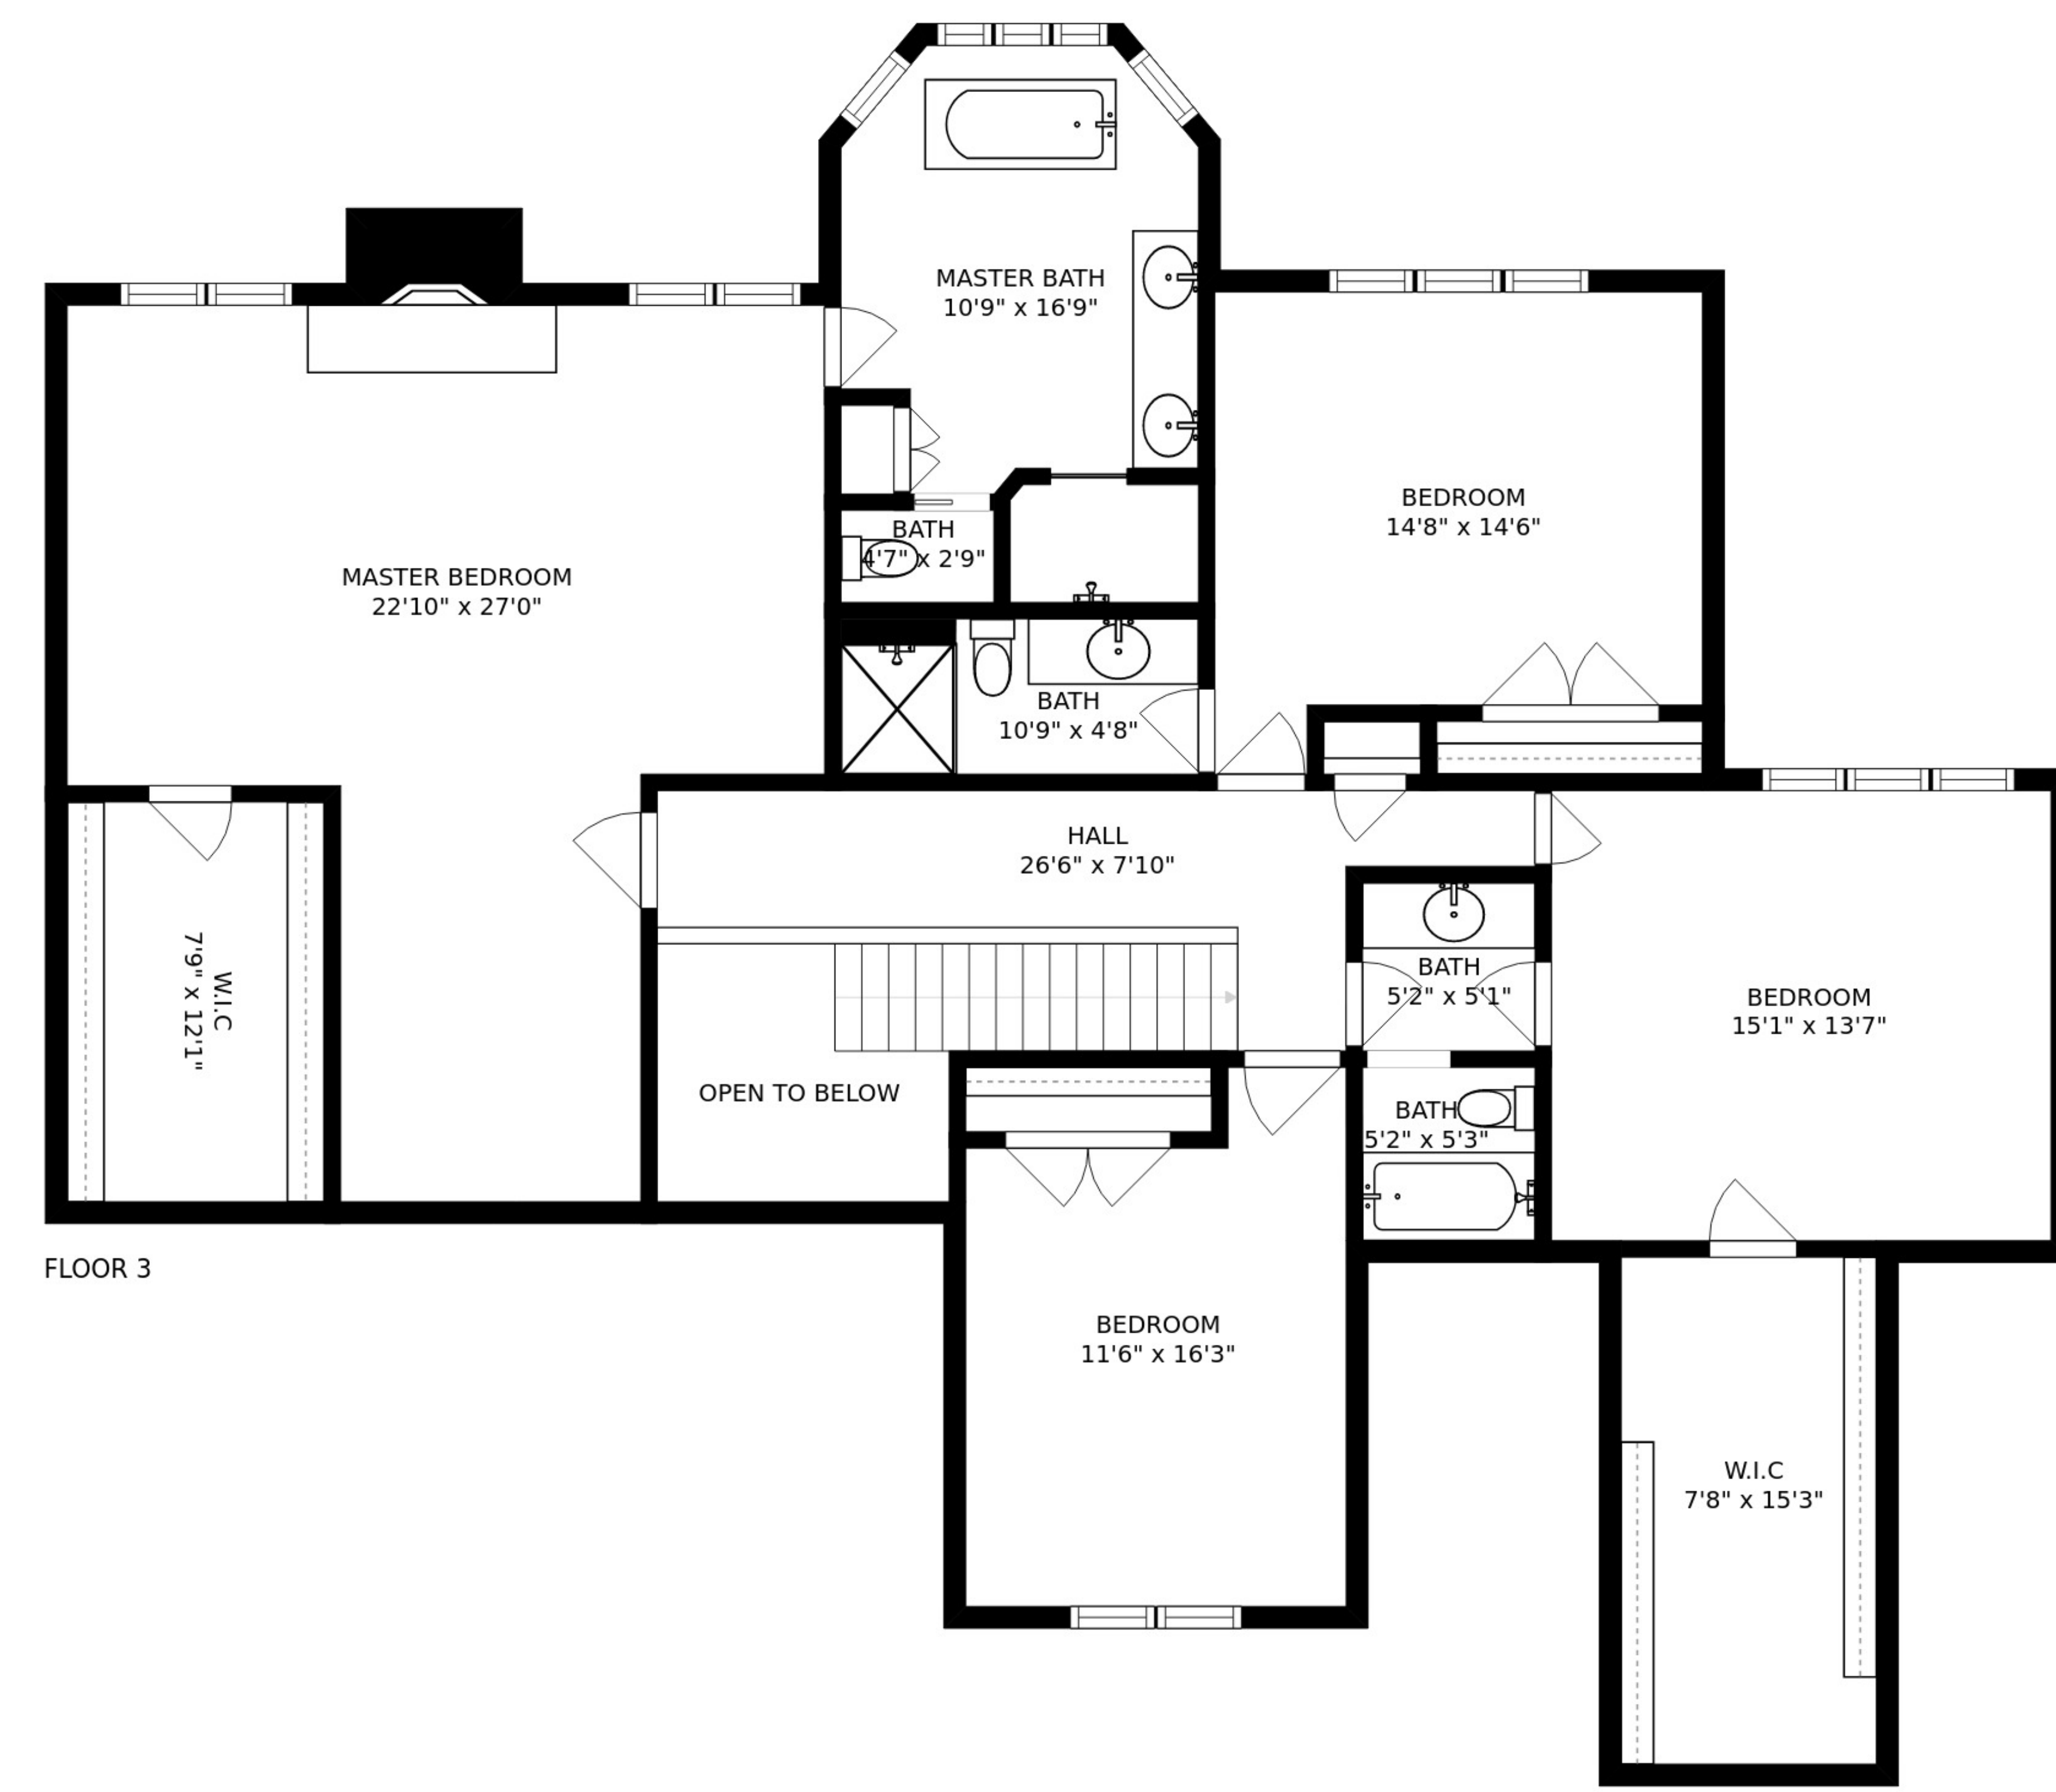 MASTER BATH
10'9" x 16'9"
BEDROOM
14'8" x 14'6"
BATH
4'7" x 2'9"
MASTER BEDROOM
22'10" x 27'0"
BATH
10'9" x 4'8"
HALL
26'6" x 7'10"
W.I.C
7'9" x 12'1"
BATH
5'2" x 5'1"
BEDROOM
15'1" x 13'7"
OPEN TO BELOW
BATH
5'2" x 5'3"
FLOOR 3
BEDROOM
11'6" x 16'3"
W.I.C
7'8" x 15'3"